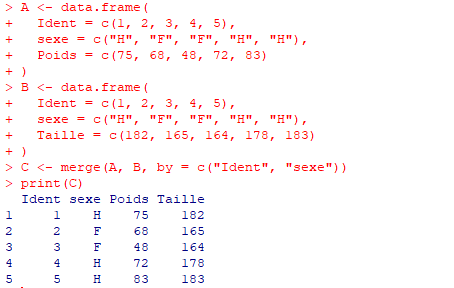 > A <- data.frame(
+   Ident = c(1, 2, 3, 4, 5),
+   sexe = c("H", "F", "F", "H", "H"),
+   Poids = c(75, 68, 48, 72, 83)
+ )
> B <- data.frame(
+   Ident = c(1, 2, 3, 4, 5),
+   sexe = c("H", "F", "F", "H", "H"),
+   Taille = c(182, 165, 164, 178, 183)
+ )
> C <- merge(A, B, by = c("Ident", "sexe"))
> print(C)
  Ident sexe Poids Taille
1     1    H    75    182
2     2    F    68    165
3     3    F    48    164
4     4    H    72    178
5     5    H    83    183